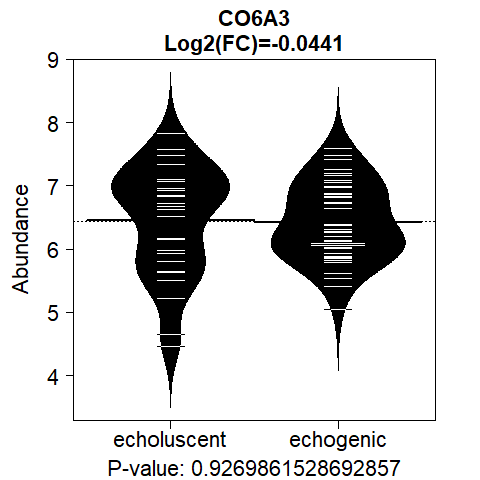 CO6A3
Log2(FC)=-0.0441
Abundance
9
8
7
6
5
4
echoluscent
echogenic
P-value: 0.9269861528692857